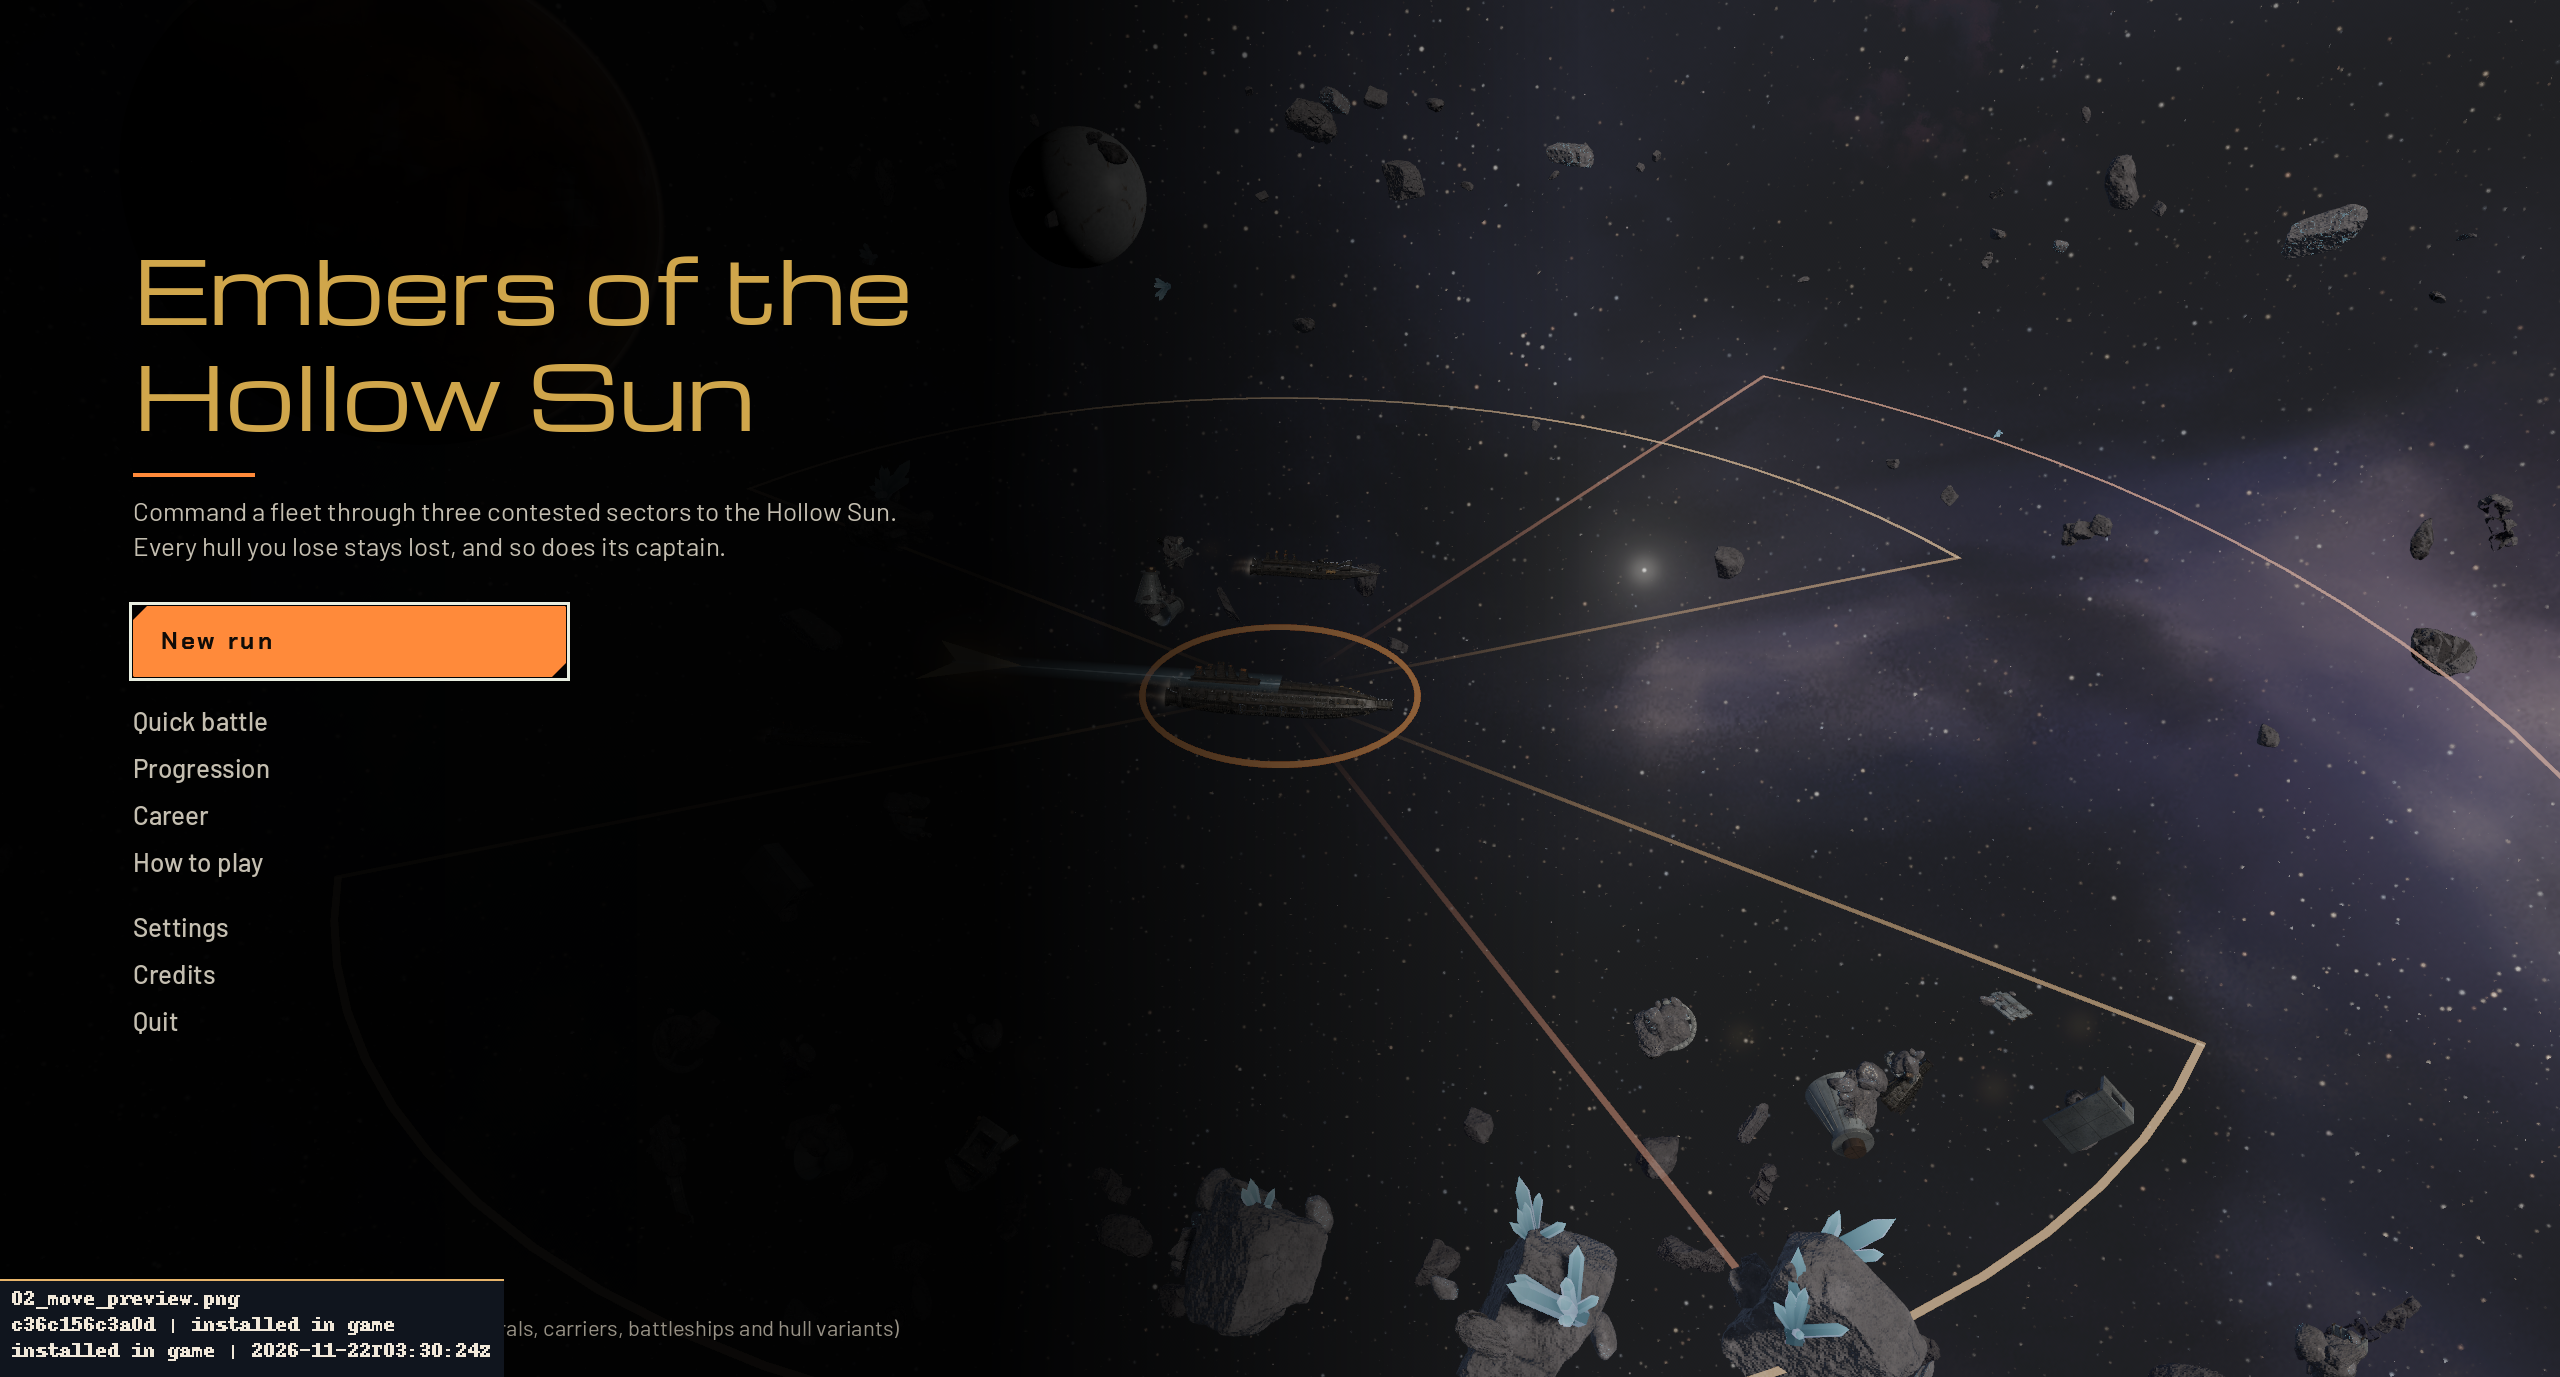 Embers of the
Hollow Sun
Command a fleet through three contested sectors to the Hollow Sun.
Every hull you lose stays lost, and so does its captain.
New run
Quick battle
Progression
Career
How to play
Settings
Credits
Quit
carriers, battleships and hull variants)
02_move_preview.png
c36c156c3a0d | installed in game
installed in game | 2026-11-22T03:30:24Z